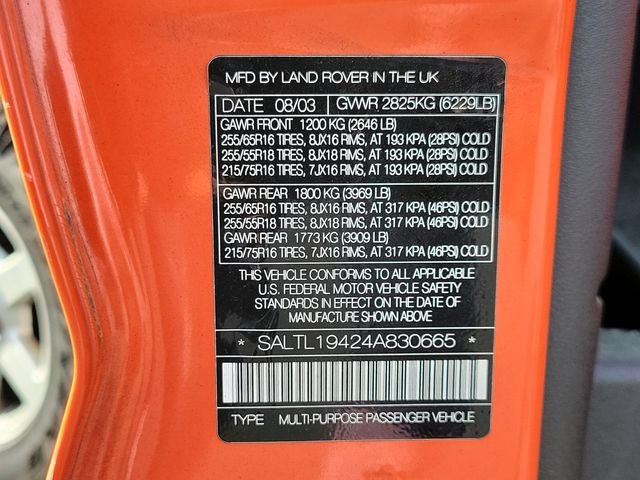 MFD BY LAND ROVER IN THE UK
DATE 08/03 GVWR 2825KG (6229LB)
GAWR FRONT 1200 KG (2646 LB)
255/65R16 TIRES, 8JX16 RIMS, AT 193 KPA (28PSI) COLD
255/55R18 TIRES, 8JX18 RIMS, AT 193 KPA (28PSI) COLD
215/75R16 TIRES, 7JX16 RIMS, AT 193 KPA (28PSI) COLD
GAWR REAR 1800 KG (3969 LB)
255/65R16 TIRES, 8JX16 RIMS, AT 317 KPA (46PSI) COLD
255/55R18 TIRES, 8JX18 RIMS, AT 317 KPA (46PSI) COLD
GAWR REAR 1773 KG (3909 LB)
215/75R16 TIRES, 7JX16 RIMS, AT 317 KPA (46PSI) COLD
THIS VEHICLE CONFORMS TO ALL APPLICABLE
U.S. FEDERAL MOTOR VEHICLE SAFETY
STANDARDS IN EFFECT ON THE DATE OF
MANUFACTURE SHOWN ABOVE
* SALTL19424A830665 *
TYPE MULTI-PURPOSE PASSENGER VEHICLE